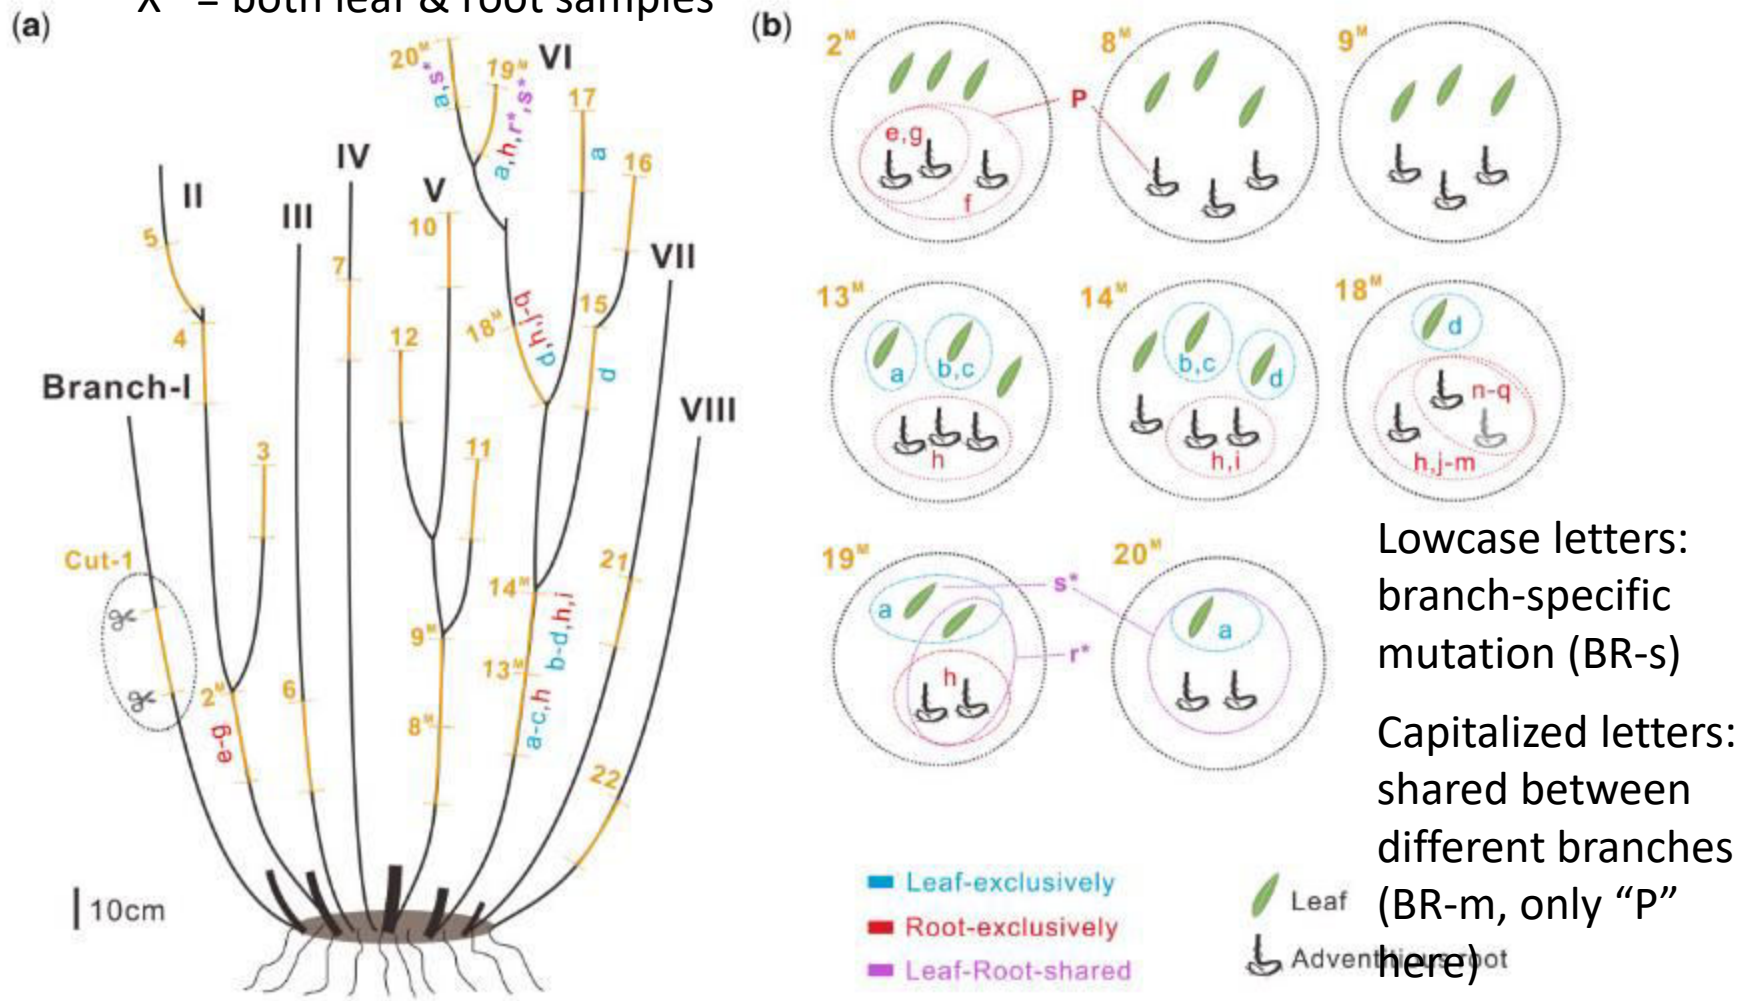 X* = both leaf & root samples
(a)
20ᴹ
a,s*
19ᴹ
VI
a,h,r*,s*
17
a
16
IV
V
II
III
10
VII
5
7
15
4
18ᴹ
d,h,j-q
12
d
Branch-I
VIII
3
11
Cut-1
21
14ᴹ
b-d,h,i
9ᴹ
13ᴹ
2ᴹ
6
e-g
a-c,h
8ᴹ
22
10cm
(b)
2ᴹ
8ᴹ
9ᴹ
P
e,g
f
13ᴹ
14ᴹ
18ᴹ
a
b,c
h
b,c
d
h,i
d
n-q
h,j-m
19ᴹ
20ᴹ
s*
a
r*
h
a
Lowcase letters:
branch-specific
mutation (BR-s)
Capitalized letters:
shared between
different branches
(BR-m, only “P”
here)
Leaf-exclusively
Root-exclusively
Leaf-Root-shared
Leaf
Adventitious root